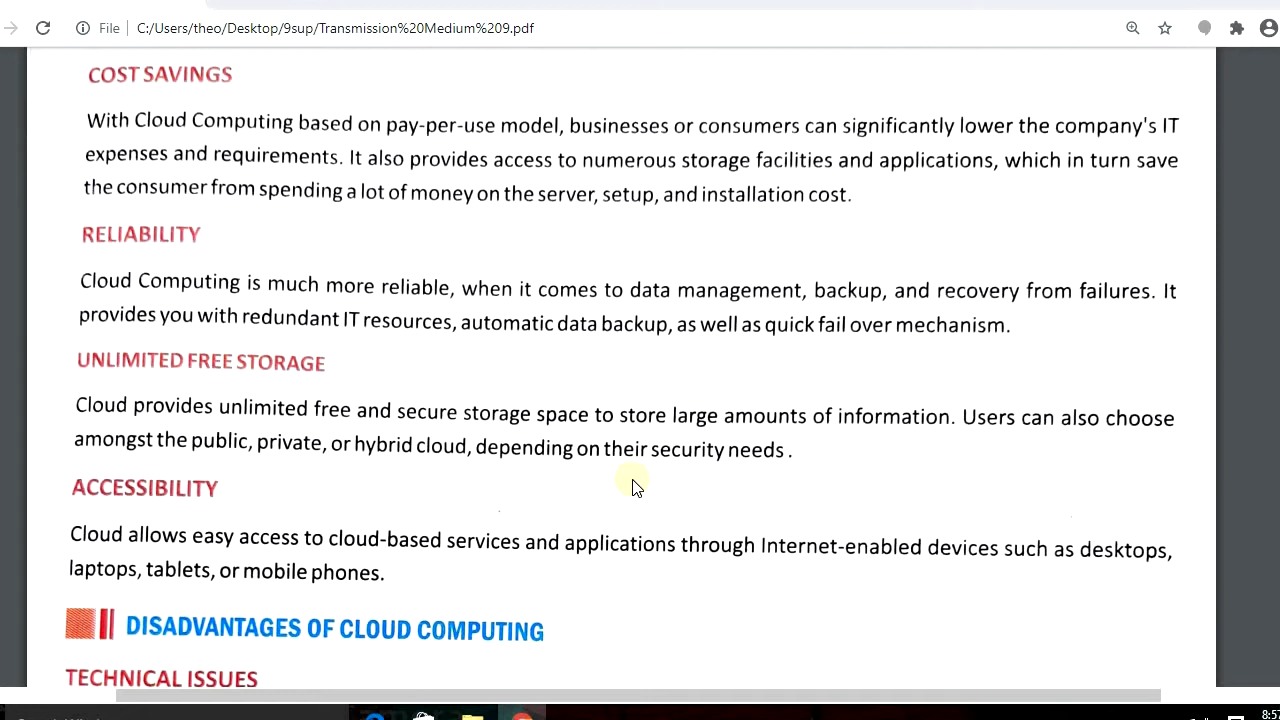 File C:/Users/theo/Desktop/9sup/Transmission%20Medium%209.pdf
COST SAVINGS
With Cloud Computing based on pay-per-use model, businesses or consumers can significantly lower the company's IT
expenses and requirements. It also provides access to numerous storage facilities and applications, which in turn save
the consumer from spending a lot of money on the server, setup, and installation cost.
RELIABILITY
Cloud Computing is much more reliable, when it comes to data management, backup, and recovery from failures. It
provides you with redundant IT resources, automatic data backup, as well as quick fail over mechanism.
UNLIMITED FREE STORAGE
Cloud provides unlimited free and secure storage space to store large amounts of information. Users can also choose
amongst the public, private, or hybrid cloud, depending on their security needs .
ACCESSIBILITY
Cloud allows easy access to cloud-based services and applications through Internet-enabled devices such as desktops,
laptops, tablets, or mobile phones.
DISADVANTAGES OF CLOUD COMPUTING
TECHNICAL ISSUES